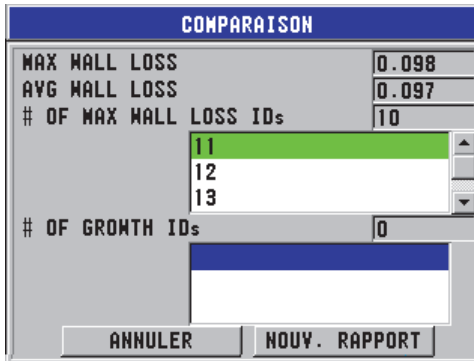 COMPARAISON
MAX WALL LOSS 0.098
AVG WALL LOSS 0.097
# OF MAX WALL LOSS IDs 10
11
12
13
# OF GROWTH IDs 0
ANNULER NOUV. RAPPORT